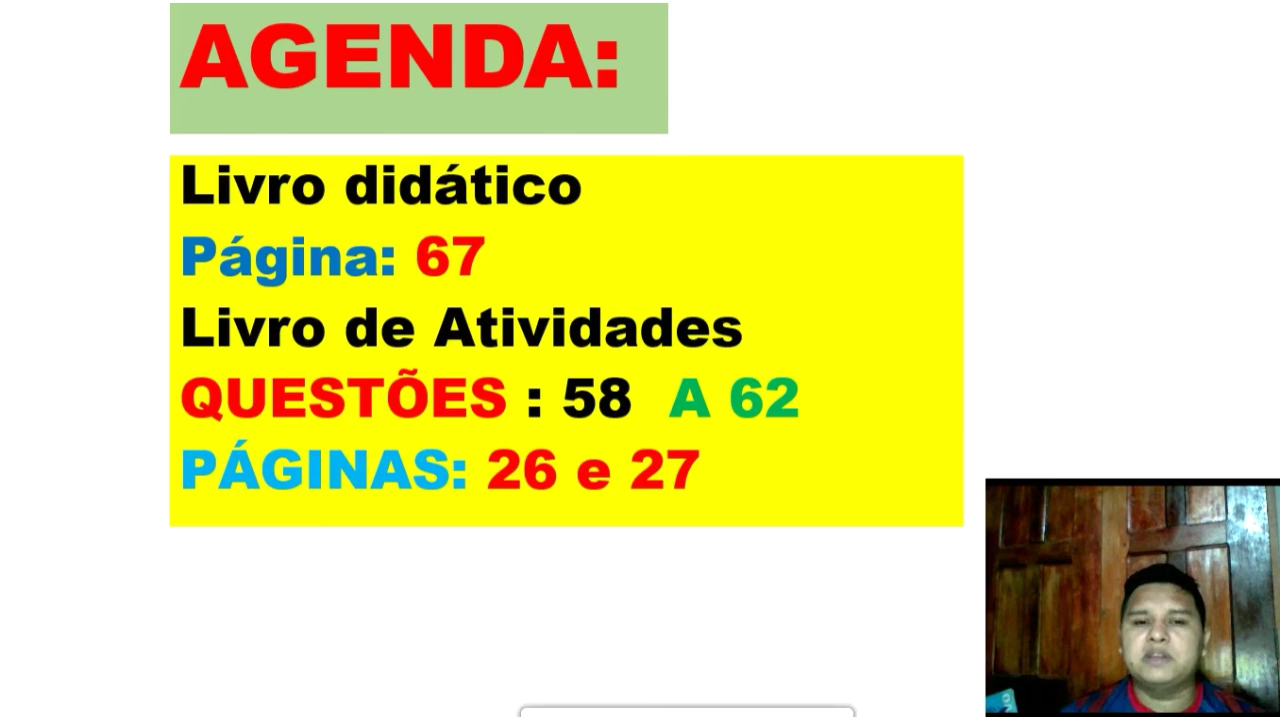 AGENDA:
Livro didático
Página: 67
Livro de Atividades
QUESTÕES : 58 A 62
PÁGINAS: 26 e 27